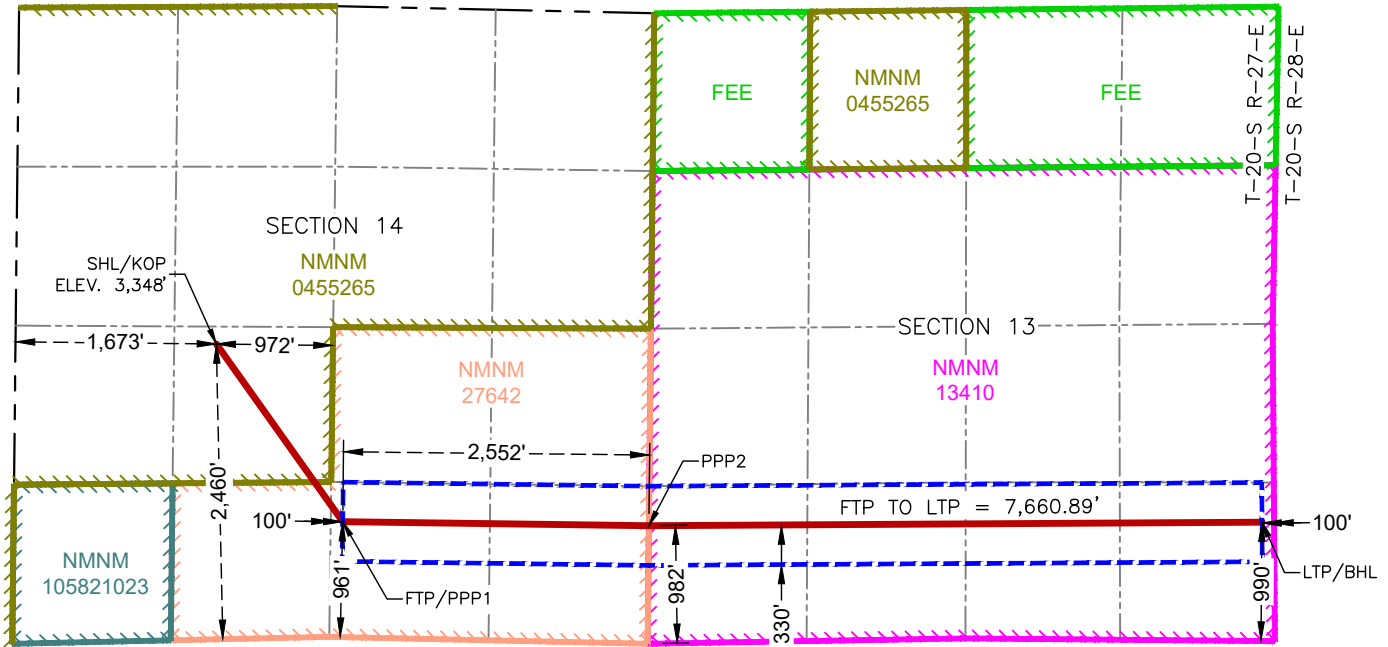 FEE
NMNM
0455265
FEE
T-20-S R-27-E
T-20-S R-28-E
SECTION 14
NMNM
0455265
SHL/KOP
ELEV. 3,348'
1,673'
972'
SECTION 13
NMNM
13410
NMNM
27642
2,552'
PPP2
2,460'
FTP TO LTP = 7,660.89'
100'
100'
NMNM
105821023
961'
FTP/PPP1
982'
330'
990'
LTP/BHL